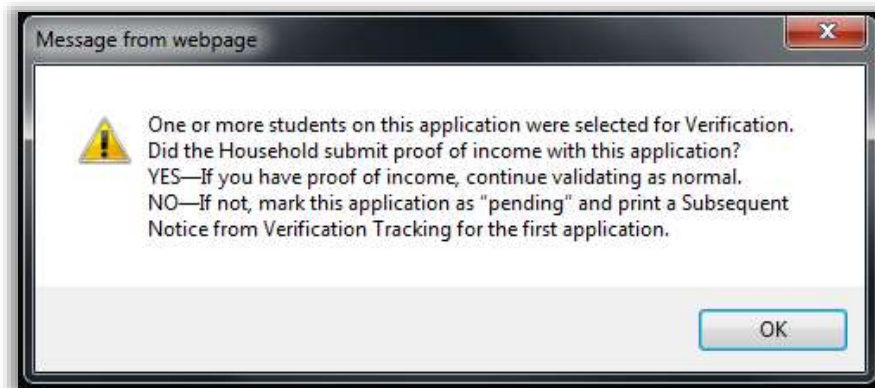 Message from webpage
One or more students on this application were selected for Verification.
Did the Household submit proof of income with this application?
YES—If you have proof of income, continue validating as normal.
NO—If not, mark this application as “pending” and print a Subsequent
Notice from Verification Tracking for the first application.
OK